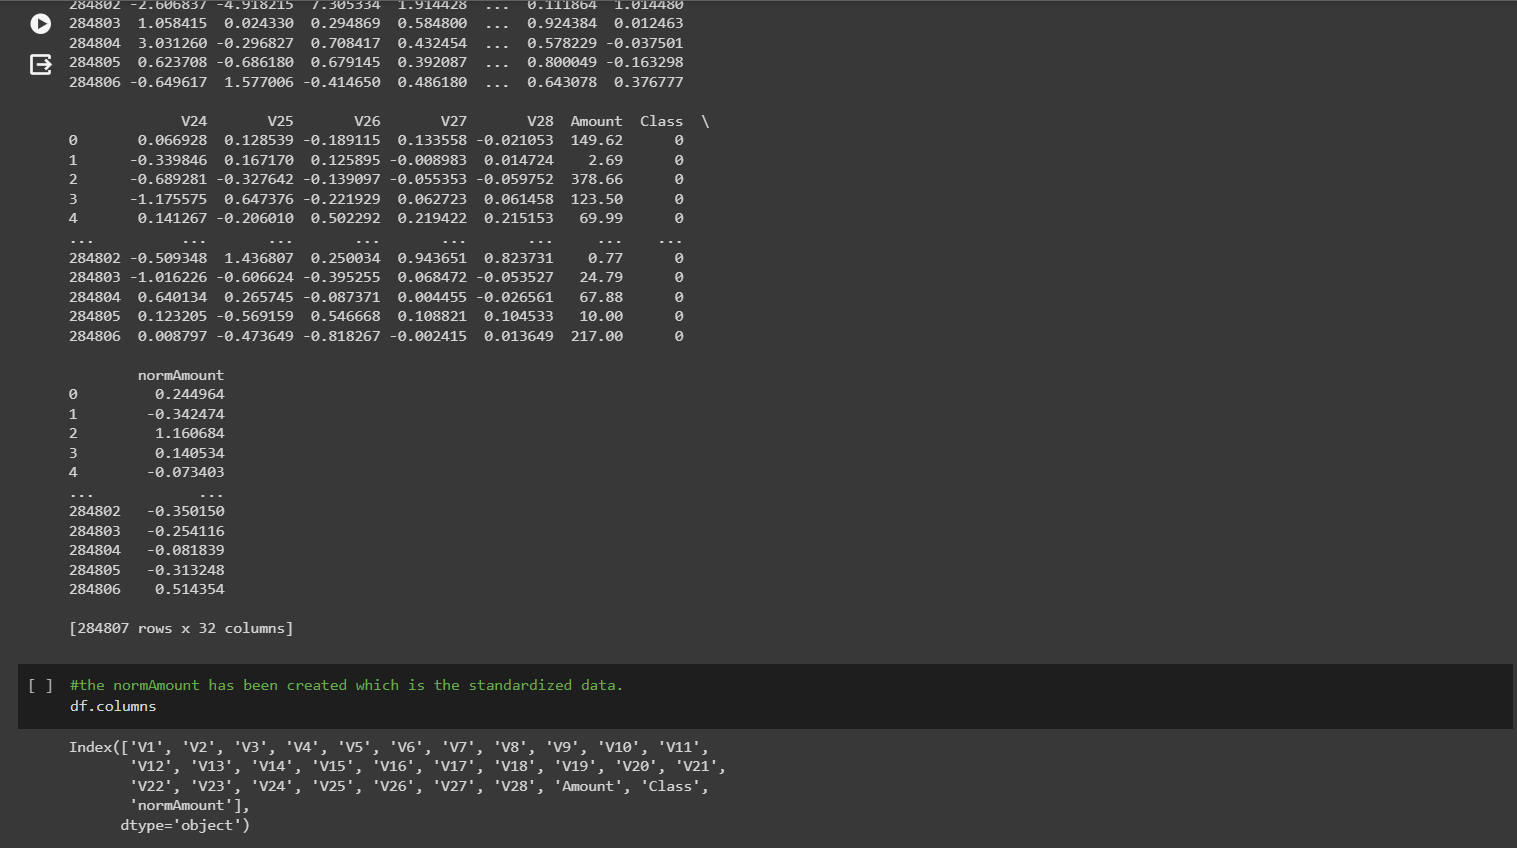 284802 -2.606837 -4.918215 7.305334 1.914428 ... 0.111864 1.014480
284803 1.058415 0.024330 0.294869 0.584800 ... 0.924384 0.012463
284804 3.031260 -0.296827 0.708417 0.432454 ... 0.578229 -0.037501
284805 0.623708 -0.686180 0.679145 0.392087 ... 0.800049 -0.163298
284806 -0.649617 1.577006 -0.414650 0.486180 ... 0.643078 0.376777
V24 V25 V26 V27 V28 Amount Class \
0 0.066928 0.128539 -0.189115 0.133558 -0.021053 149.62 0
1 -0.339846 0.167170 0.125895 -0.008983 0.014724 2.69 0
2 -0.689281 -0.327642 -0.139097 -0.055353 -0.059752 378.66 0
3 -1.175575 0.647376 -0.221929 0.062723 0.061458 123.50 0
4 0.141267 -0.206010 0.502292 0.219422 0.215153 69.99 0
... ... ... ... ... ... ... ...
284802 -0.509348 1.436807 0.250034 0.943651 0.823731 0.77 0
284803 -1.016226 -0.606624 -0.395255 0.068472 -0.053527 24.79 0
284804 0.640134 0.265745 -0.087371 0.004455 -0.026561 67.88 0
284805 0.123205 -0.569159 0.546668 0.108821 0.104533 10.00 0
284806 0.008797 -0.473649 -0.818267 -0.002415 0.013649 217.00 0
normAmount
0 0.244964
1 -0.342474
2 1.160684
3 0.140534
4 -0.073403
... ...
284802 -0.350150
284803 -0.254116
284804 -0.081839
284805 -0.313248
284806 0.514354
[284807 rows x 32 columns]
[ ] #the normAmount has been created which is the standardized data.
df.columns
Index(['V1', 'V2', 'V3', 'V4', 'V5', 'V6', 'V7', 'V8', 'V9', 'V10', 'V11',
'V12', 'V13', 'V14', 'V15', 'V16', 'V17', 'V18', 'V19', 'V20', 'V21',
'V22', 'V23', 'V24', 'V25', 'V26', 'V27', 'V28', 'Amount', 'Class',
'normAmount'],
dtype='object')